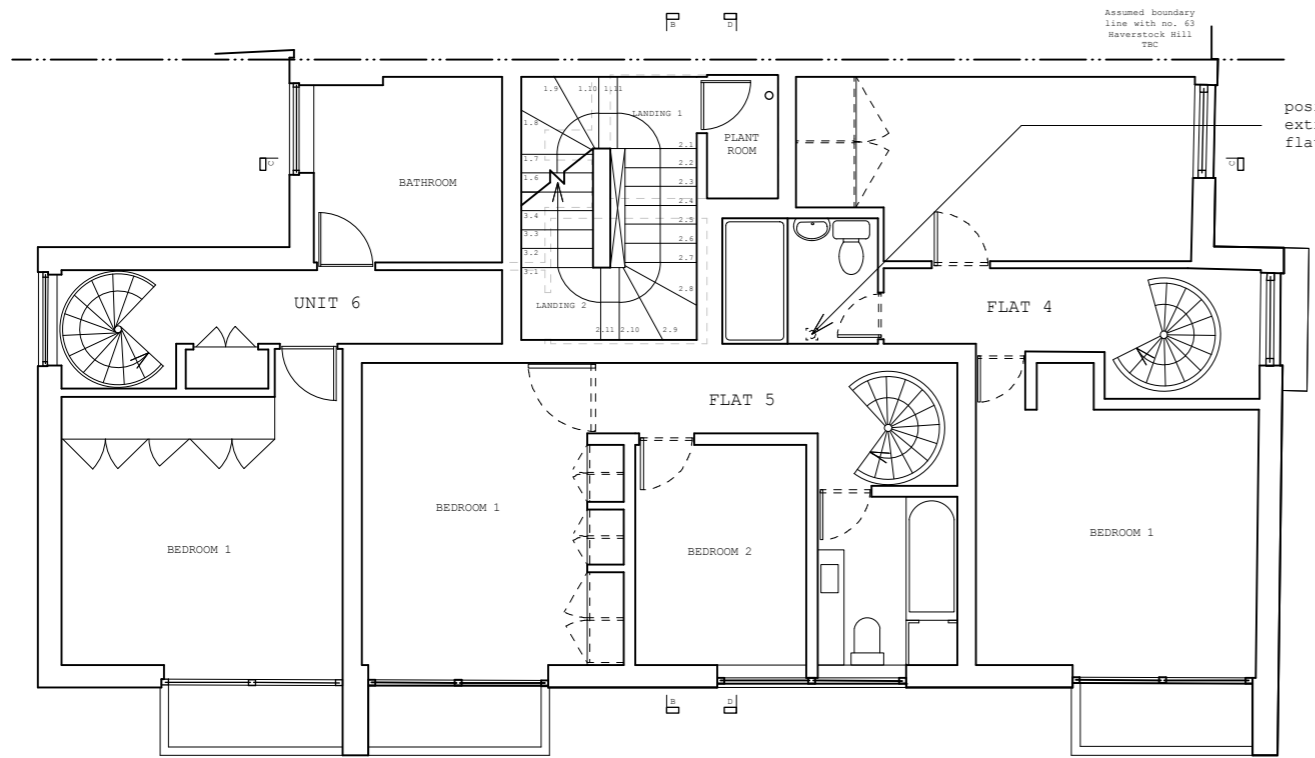 B
D
Assumed boundary
line with no. 63
Haverstock Hill
TBC
pos
ext
flat
1.9
1.10
1.11
LANDING 1
1.8
PLANT
ROOM
2.1
1.7
2.2
1.6
2.3
2.4
3.4
2.5
3.3
2.6
3.2
2.7
3.1
2.8
LANDING 2
2.11
2.10
2.9
C
C
BATHROOM
UNIT 6
FLAT 4
FLAT 5
BEDROOM 1
BEDROOM 1
BEDROOM 2
BEDROOM 1
B
D